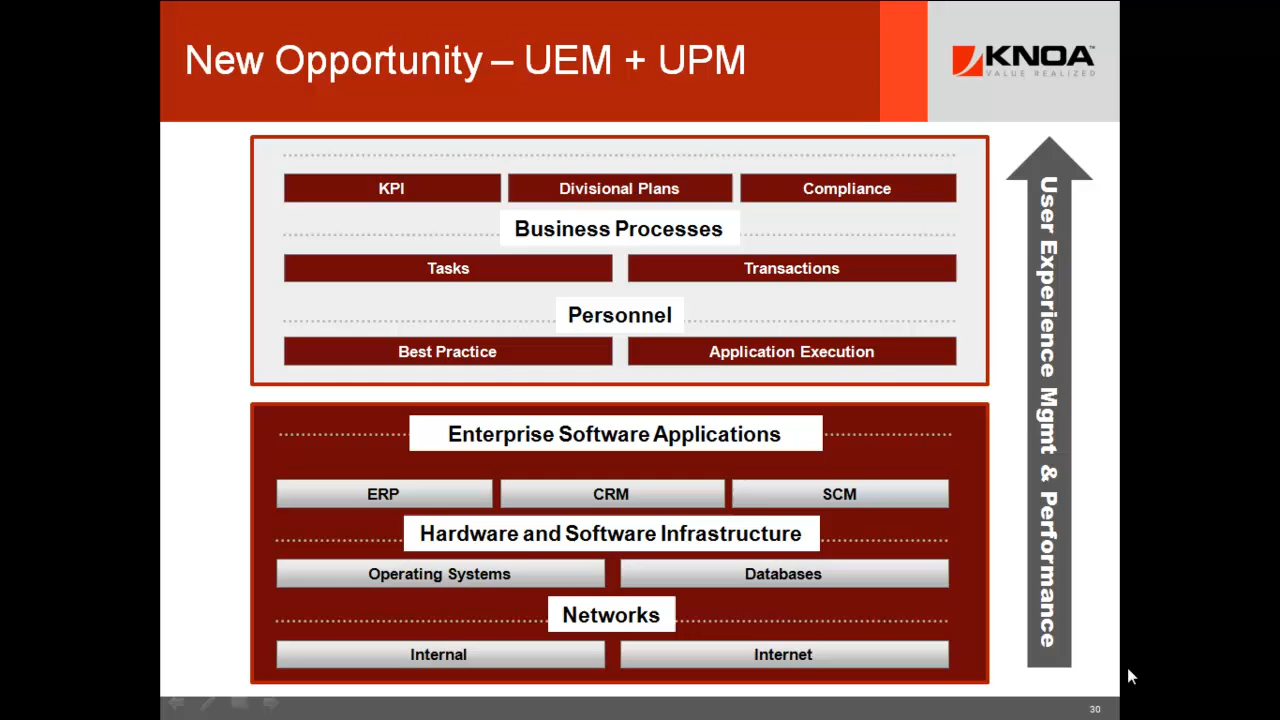 New Opportunity – UEM + UPM
KNOA™
VALUE REALIZED
KPI
Divisional Plans
Compliance
Business Processes
Tasks
Transactions
Personnel
Best Practice
Application Execution
Enterprise Software Applications
ERP
CRM
SCM
Hardware and Software Infrastructure
Operating Systems
Databases
Networks
Internal
Internet
User Experience Mgmt & Performance
30